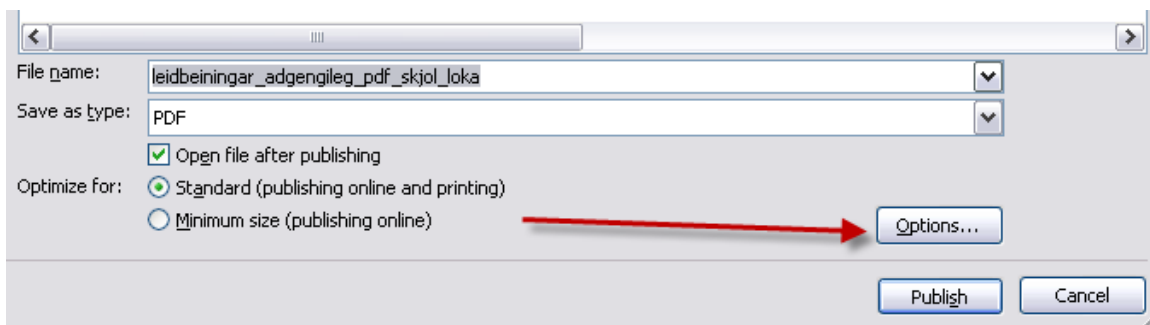 File name: leidbeiningar_adgengileg_pdf_skjol_loka
Save as type: PDF
Open file after publishing
Optimize for: Standard (publishing online and printing)
Minimum size (publishing online)
Options...
Publish Cancel